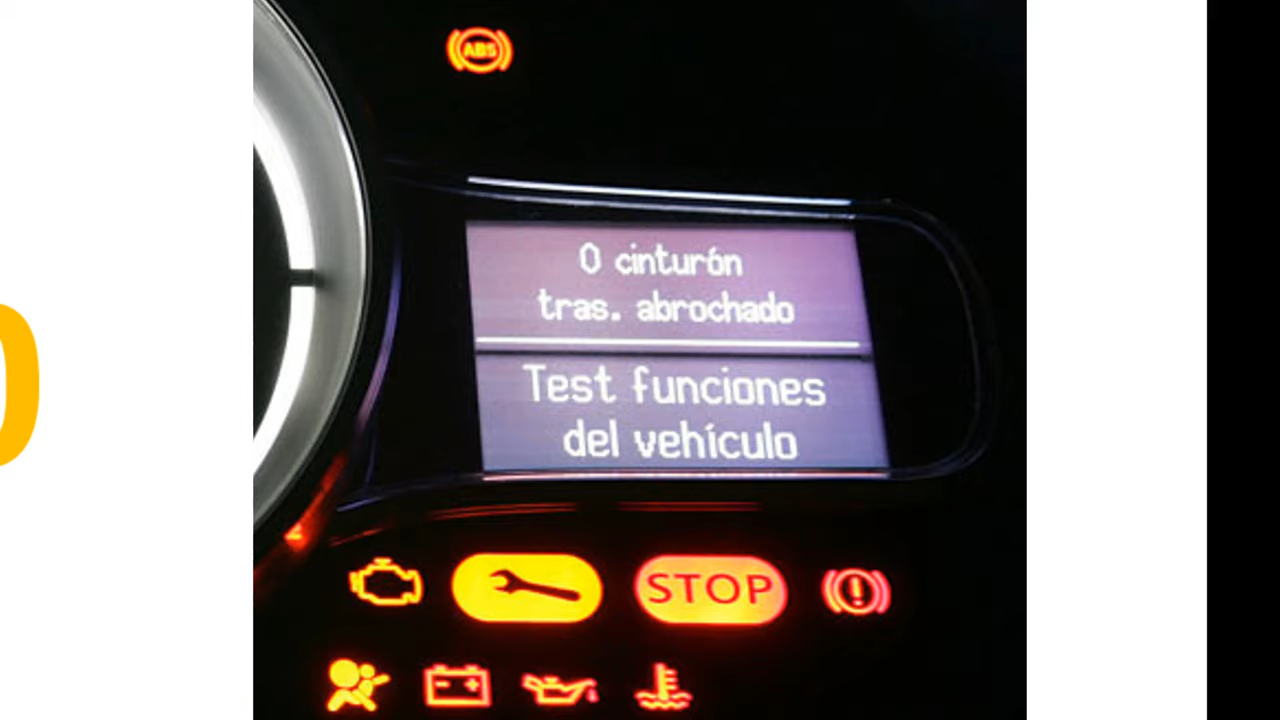 ABS
0 cinturón
tras. abrochado
Test funciones
del vehículo
STOP